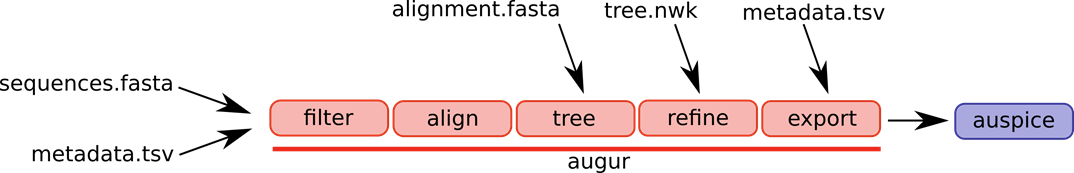 alignment.fasta
tree.nwk
metadata.tsv
sequences.fasta
metadata.tsv
filter
align
tree
refine
export
auspice
augur